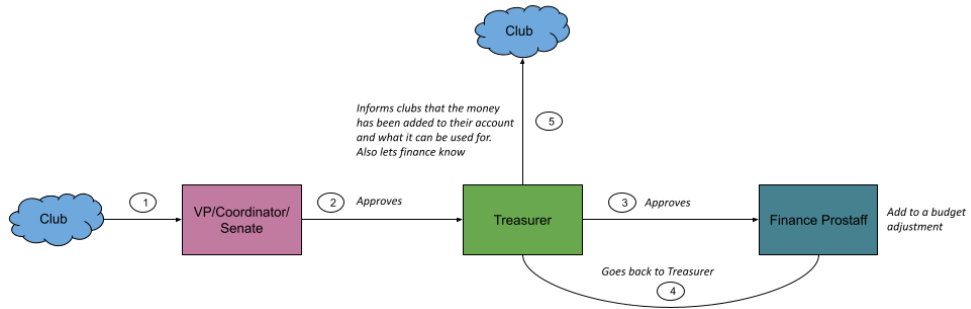 Club
Informs clubs that the money
has been added to their account
and what it can be used for.
Also lets finance know
5
Club
1
VP/Coordinator/
Senate
2
Approves
Treasurer
3
Approves
Finance Prostaff
Add to a budget
adjustment
Goes back to Treasurer
4